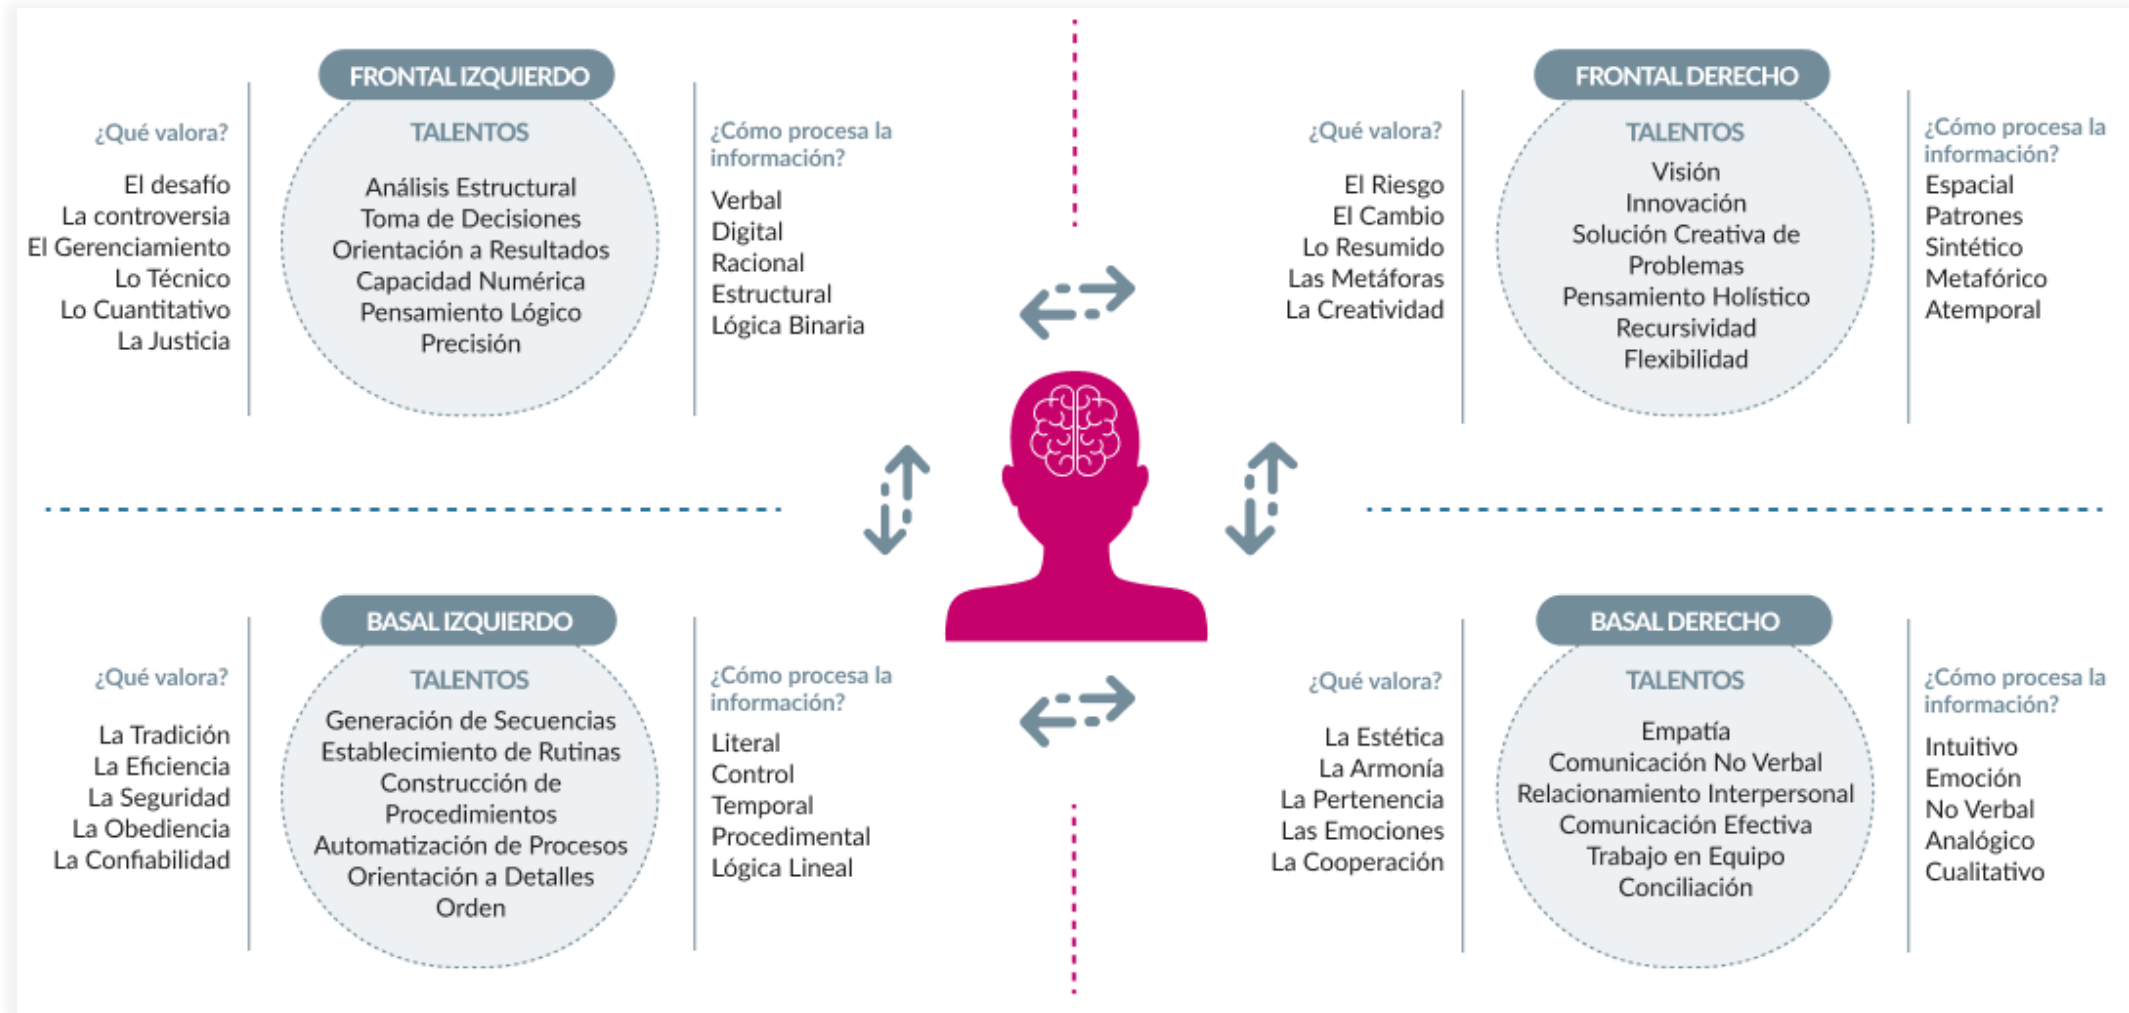 FRONTAL IZQUIERDO
¿Qué valora?
El desafío
La controversia
El Gerenciamiento
Lo Técnico
Lo Cuantitativo
La Justicia
TALENTOS
Análisis Estructural
Toma de Decisiones
Orientación a Resultados
Capacidad Numérica
Pensamiento Lógico
Precisión
¿Cómo procesa la
información?
Verbal
Digital
Racional
Estructural
Lógica Binaria
FRONTAL DERECHO
¿Qué valora?
El Riesgo
El Cambio
Lo Resumido
Las Metáforas
La Creatividad
TALENTOS
Visión
Innovación
Solución Creativa de
Problemas
Pensamiento Holístico
Recursividad
Flexibilidad
¿Cómo procesa la
información?
Espacial
Patrones
Sintético
Metafórico
Atemporal
BASAL IZQUIERDO
¿Qué valora?
La Tradición
La Eficiencia
La Seguridad
La Obediencia
La Confiabilidad
TALENTOS
Generación de Secuencias
Establecimiento de Rutinas
Construcción de
Procedimientos
Automatización de Procesos
Orientación a Detalles
Orden
¿Cómo procesa la
información?
Literal
Control
Temporal
Procedimental
Lógica Lineal
BASAL DERECHO
¿Qué valora?
La Estética
La Armonía
La Pertenencia
Las Emociones
La Cooperación
TALENTOS
Empatía
Comunicación No Verbal
Relacionamiento Interpersonal
Comunicación Efectiva
Trabajo en Equipo
Conciliación
¿Cómo procesa la
información?
Intuitivo
Emoción
No Verbal
Analógico
Cualitativo